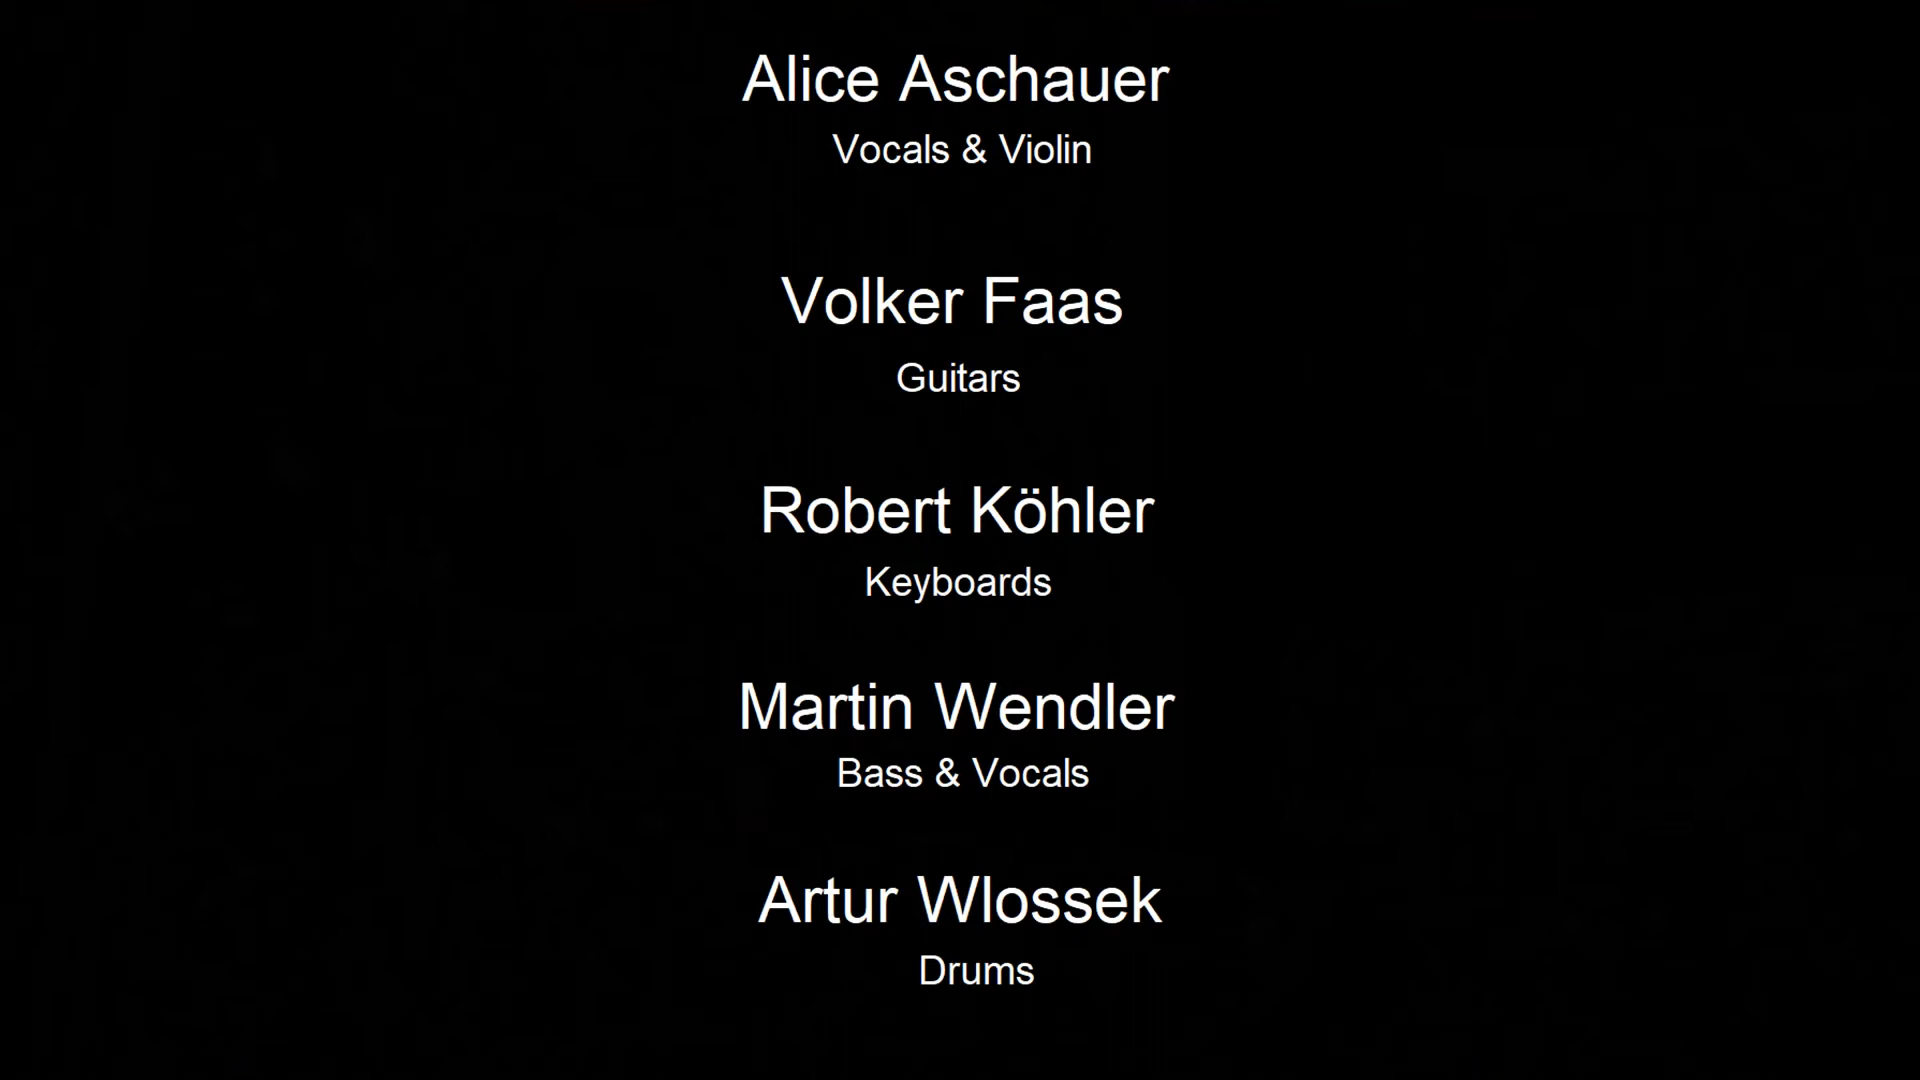 Alice Aschauer
Vocals & Violin
Volker Faas
Guitars
Robert Köhler
Keyboards
Martin Wendler
Bass & Vocals
Artur Wlossek
Drums